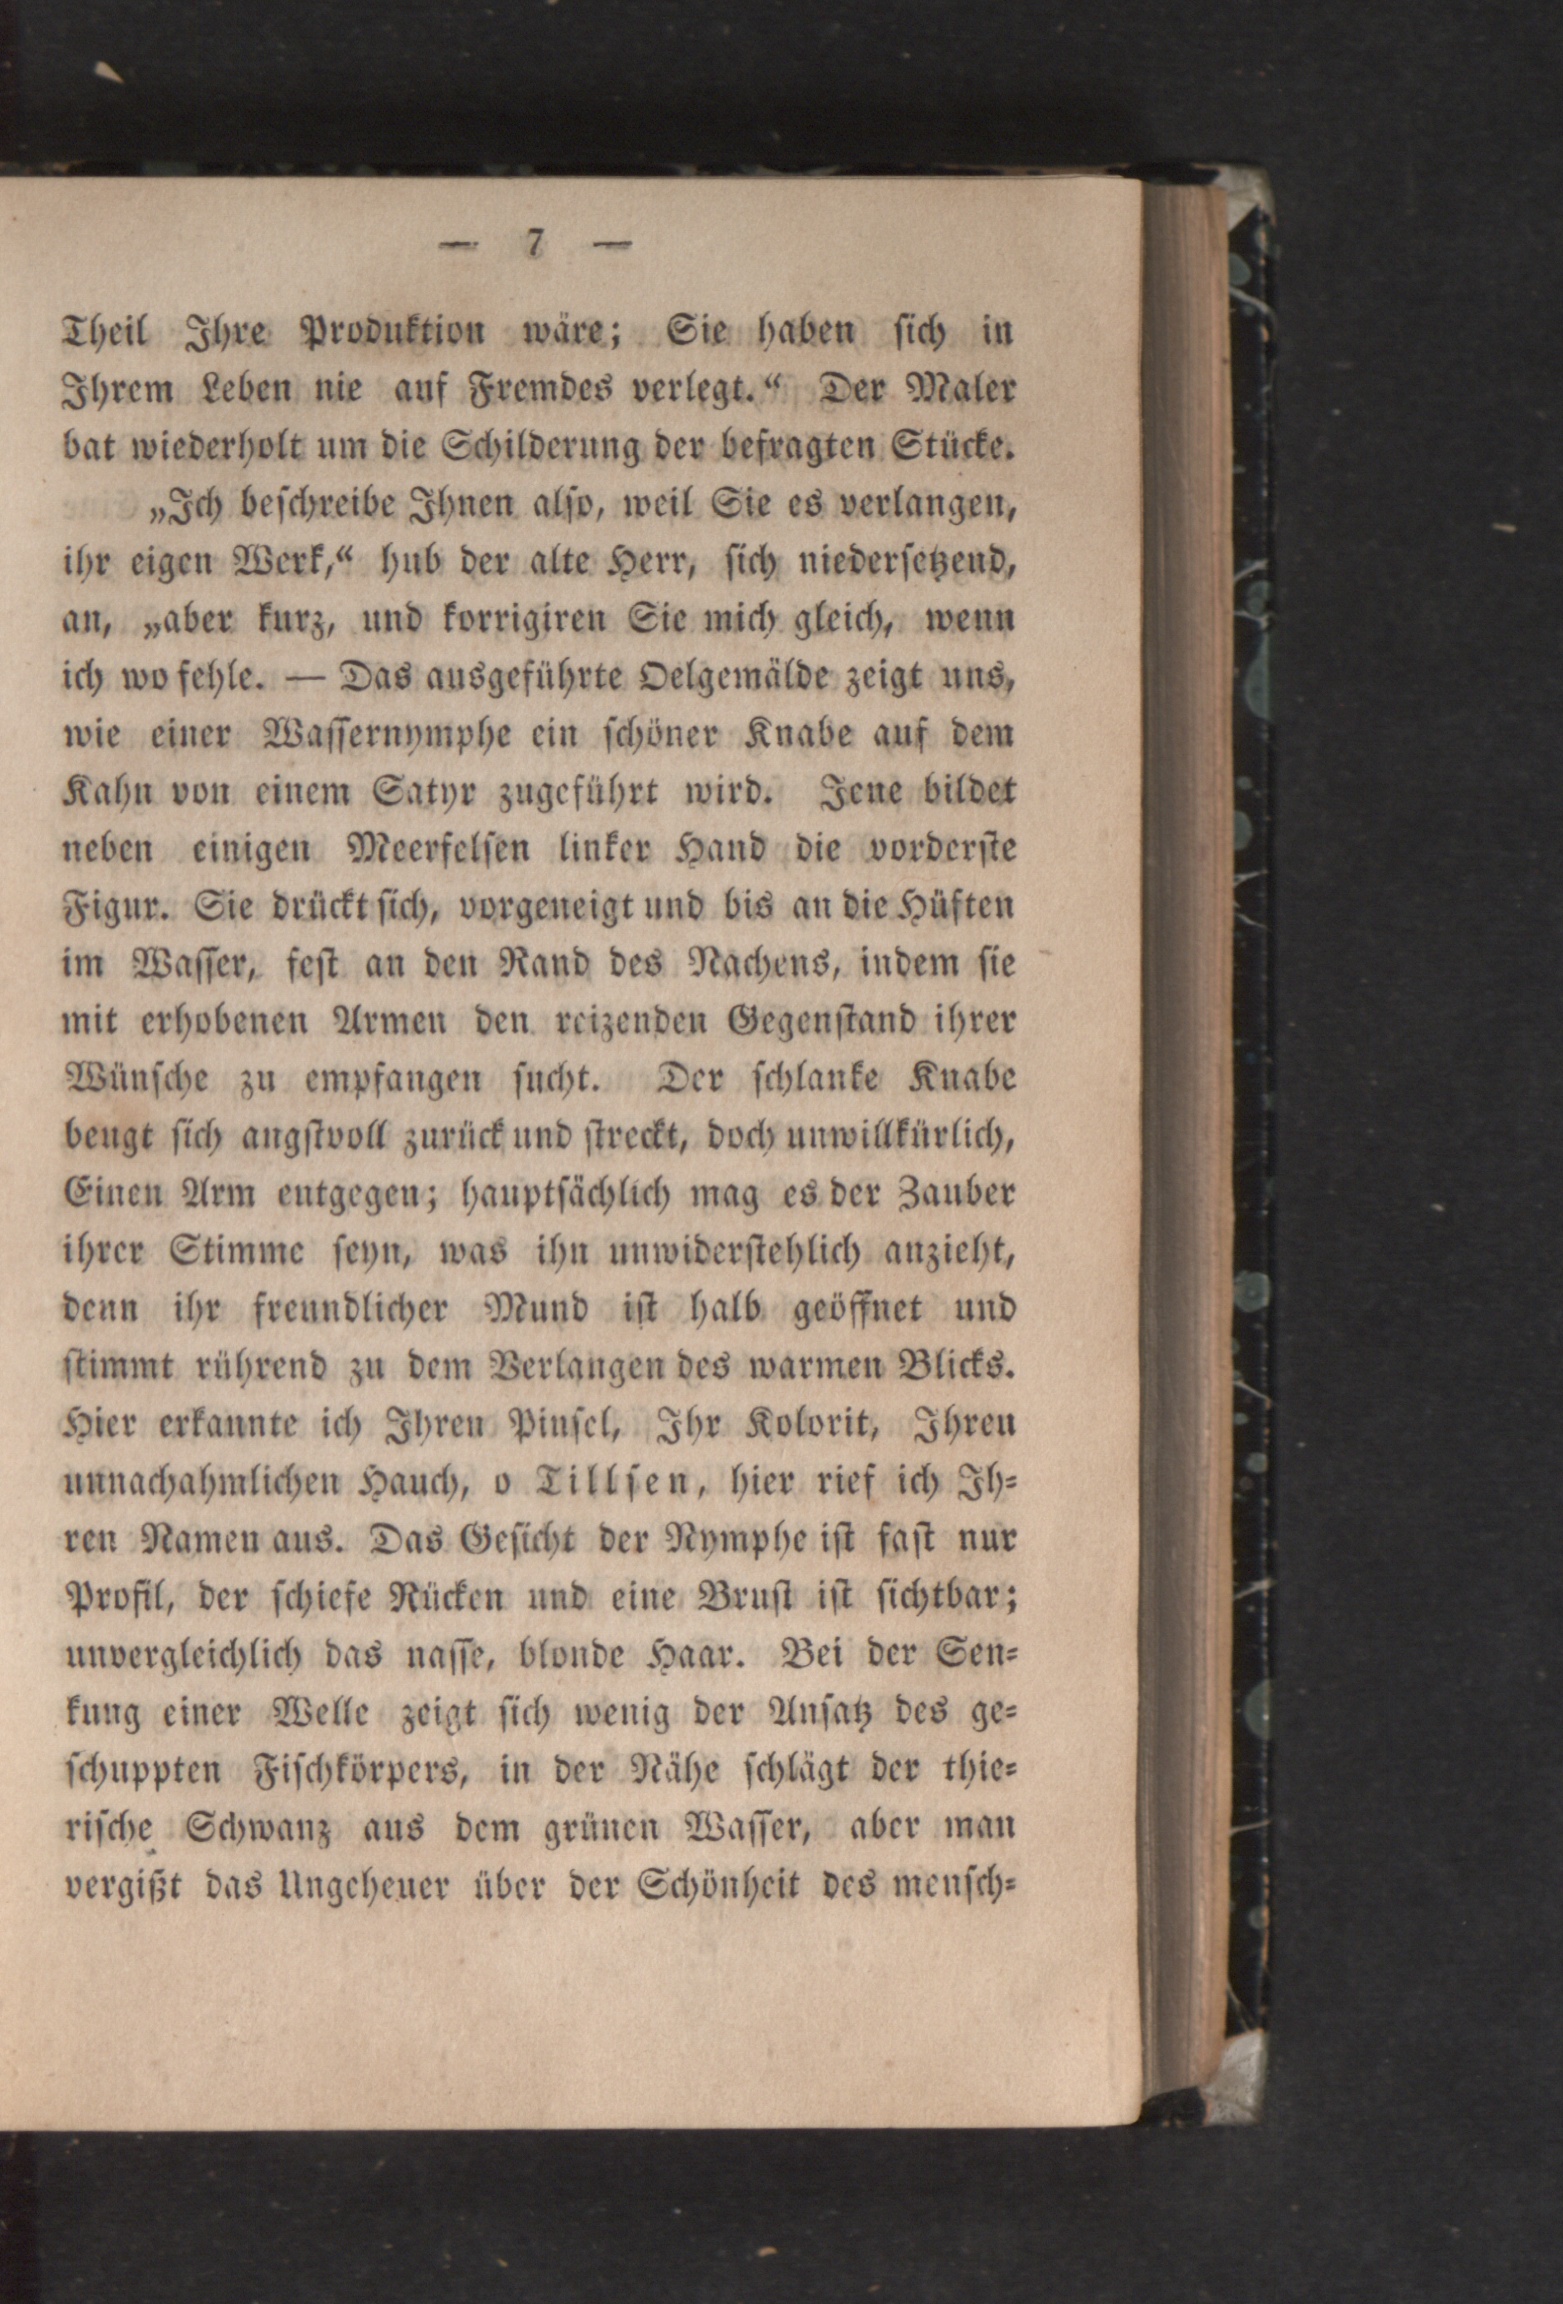 — 7 —
Theil Ihre Produktion wäre; Sie haben sich in
Ihrem Leben nie auf Fremdes verlegt.“ Der Maler
bat wiederholt um die Schilderung der befragten Stücke.
„Ich beschreibe Ihnen also, weil Sie es verlangen,
ihr eigen Werk,“ hub der alte Herr, sich niedersetzend,
an, „aber kurz, und korrigiren Sie mich gleich, wenn
ich wo fehle. — Das ausgeführte Oelgemälde zeigt uns,
wie einer Wassernymphe ein schöner Knabe auf dem
Kahn von einem Satyr zugeführt wird. Jene bildet
neben einigen Meerfelsen linker Hand die vorderste
Figur. Sie drückt sich, vorgeneigt und bis an die Hüften
im Wasser, fest an den Rand des Nachens, indem sie
mit erhobenen Armen den reizenden Gegenstand ihrer
Wünsche zu empfangen sucht. Der schlanke Knabe
beugt sich angstvoll zurück und streckt, doch unwillkürlich,
Einen Arm entgegen; hauptsächlich mag es der Zauber
ihrer Stimme seyn, was ihn unwiderstehlich anzieht,
denn ihr freundlicher Mund ist halb geöffnet und
stimmt rührend zu dem Verlangen des warmen Blicks.
Hier erkannte ich Ihren Pinsel, Ihr Kolorit, Ihren
unnachahmlichen Hauch, o Tillsen, hier rief ich Ih-
ren Namen aus. Das Gesicht der Nymphe ist fast nur
Profil, der schiefe Rücken und eine Brust ist sichtbar;
unvergleichlich das nasse, blonde Haar. Bei der Sen-
kung einer Welle zeigt sich wenig der Ansatz des ge-
schuppten Fischkörpers, in der Nähe schlägt der thie-
rische Schwanz aus dem grünen Wasser, aber man
vergißt das Ungeheuer über der Schönheit des mensch-